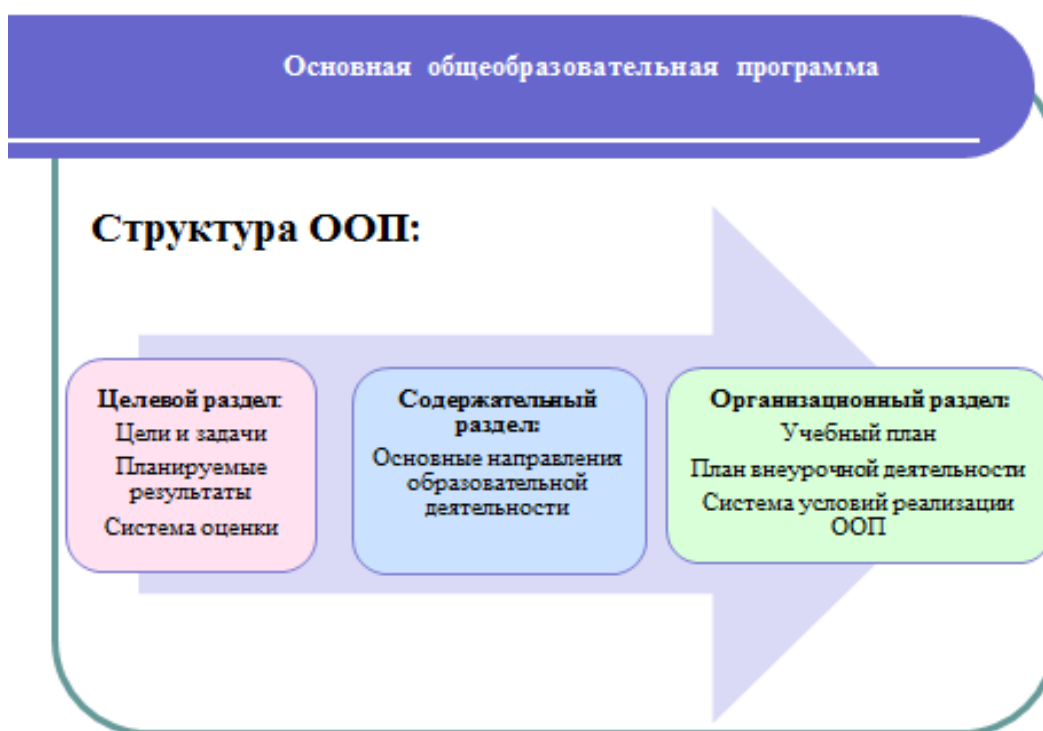 Основная общеобразовательная программа
Структура ООП:
Целевой раздел:
Цели и задачи
Планируемые
результаты
Система оценки
Содержательный
раздел:
Основные направления
образовательной
деятельности
Организационный раздел:
Учебный план
План внеурочной деятельности
Система условий реализации
ООП